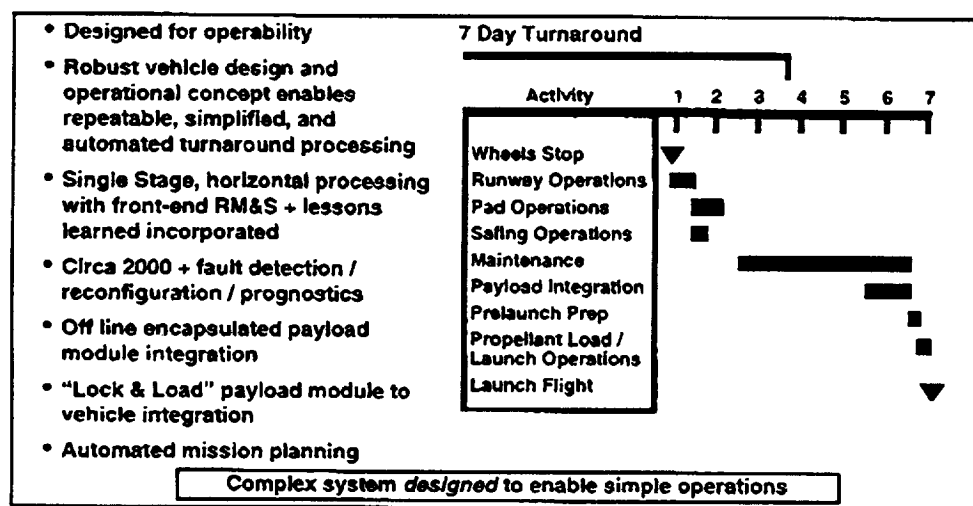 • Designed for operability
• Robust vehicle design and
operational concept enables
repeatable, simplified, and
automated turnaround processing
• Single Stage, horizontal processing
with front-end RM&S + lessons
learned incorporated
• Circa 2000 + fault detection /
reconfiguration / prognostics
• Off line encapsulated payload
module integration
• "Lock & Load" payload module to
vehicle integration
• Automated mission planning
7 Day Turnaround
Activity 1 2 3 4 5 6 7
Wheels Stop
Runway Operations
Pad Operations
Safing Operations
Maintenance
Payload Integration
Prelaunch Prep
Propellant Load /
Launch Operations
Launch Flight
Complex system designed to enable simple operations